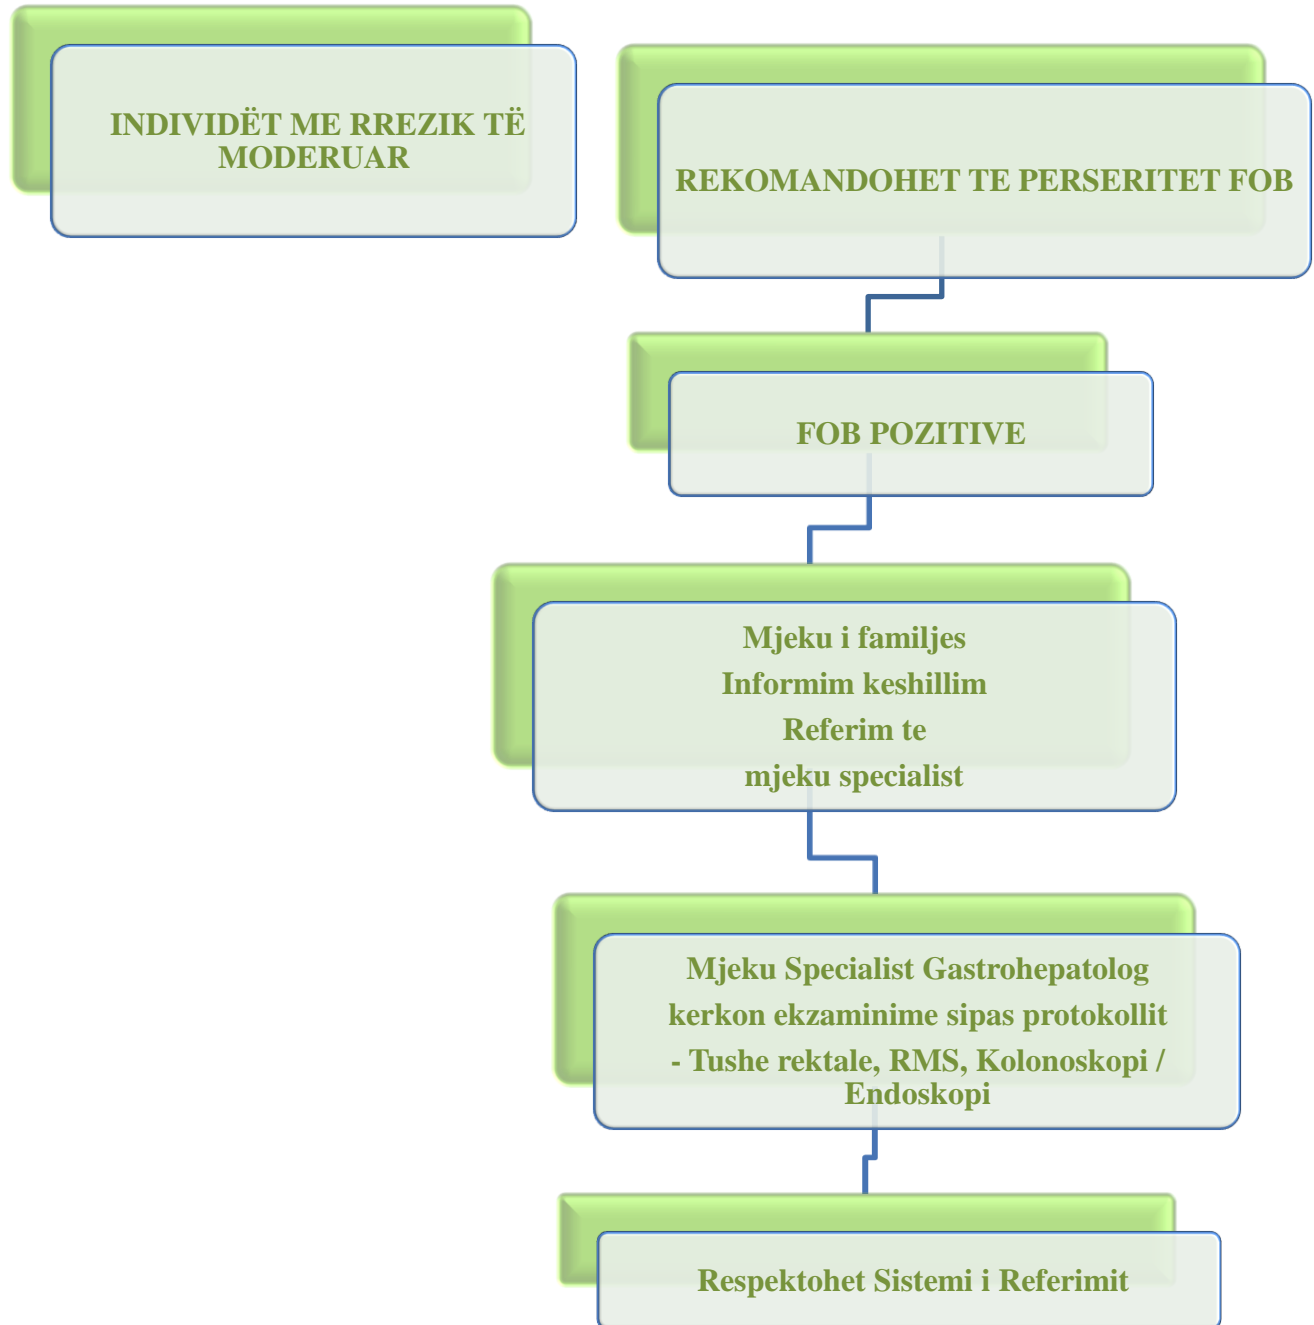 INDIVIDËT ME RREZIK TË
MODERUAR
REKOMANDOHET TE PERSERITET FOB
FOB POZITIVE
Mjeku i familjes
Informim keshillim
Referim te
mjeku specialist
Mjeku Specialist Gastrohepatolog
kerkon ekzaminime sipas protokollit
- Tushe rektale, RMS, Kolonoskopi /
Endoskopi
Respektohet Sistemi i Referimit